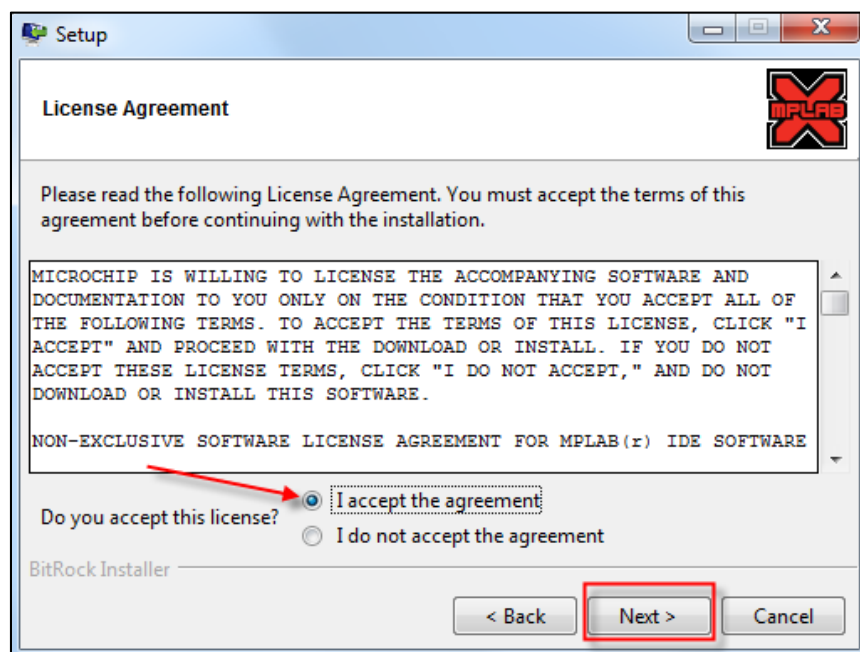 Setup
License Agreement
MPLAB
Please read the following License Agreement. You must accept the terms of this
agreement before continuing with the installation.
MICROCHIP IS WILLING TO LICENSE THE ACCOMPANYING SOFTWARE AND
DOCUMENTATION TO YOU ONLY ON THE CONDITION THAT YOU ACCEPT ALL OF
THE FOLLOWING TERMS. TO ACCEPT THE TERMS OF THIS LICENSE, CLICK "I
ACCEPT" AND PROCEED WITH THE DOWNLOAD OR INSTALL. IF YOU DO NOT
ACCEPT THESE LICENSE TERMS, CLICK "I DO NOT ACCEPT," AND DO NOT
DOWNLOAD OR INSTALL THIS SOFTWARE.
NON-EXCLUSIVE SOFTWARE LICENSE AGREEMENT FOR MPLAB(r) IDE SOFTWARE
Do you accept this license?
I accept the agreement
I do not accept the agreement
BitRock Installer
< Back
Next >
Cancel